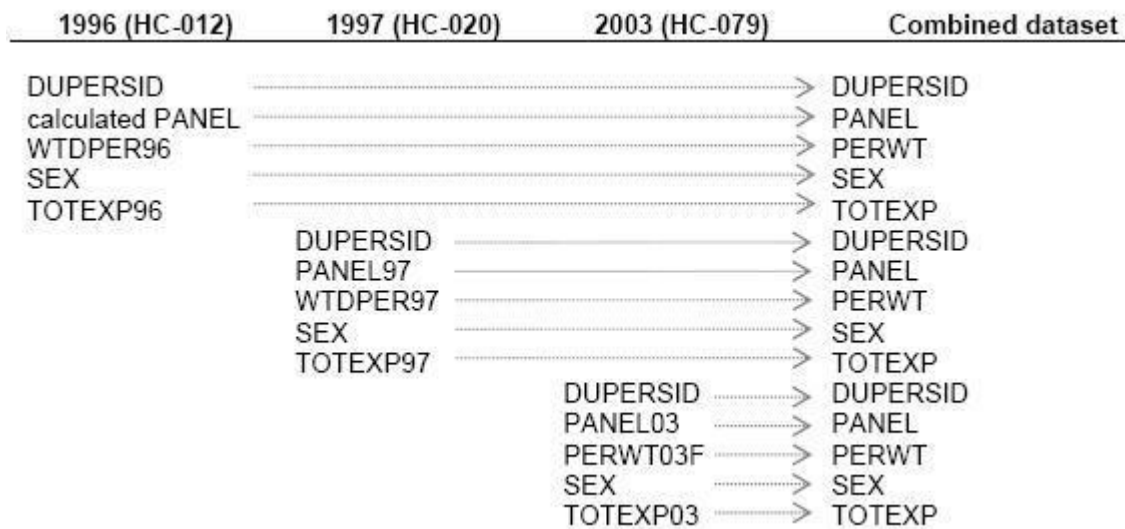 1996 (HC-012) 1997 (HC-020) 2003 (HC-079) Combined dataset
DUPERSID DUPERSID
calculated PANEL PANEL
WTDPER96 PERWT
SEX SEX
TOTEXP96 TOTEXP
DUPERSID DUPERSID
PANEL97 PANEL
WTDPER97 PERWT
SEX SEX
TOTEXP97 TOTEXP
DUPERSID DUPERSID
PANEL03 PANEL
PERWT03F PERWT
SEX SEX
TOTEXP03 TOTEXP